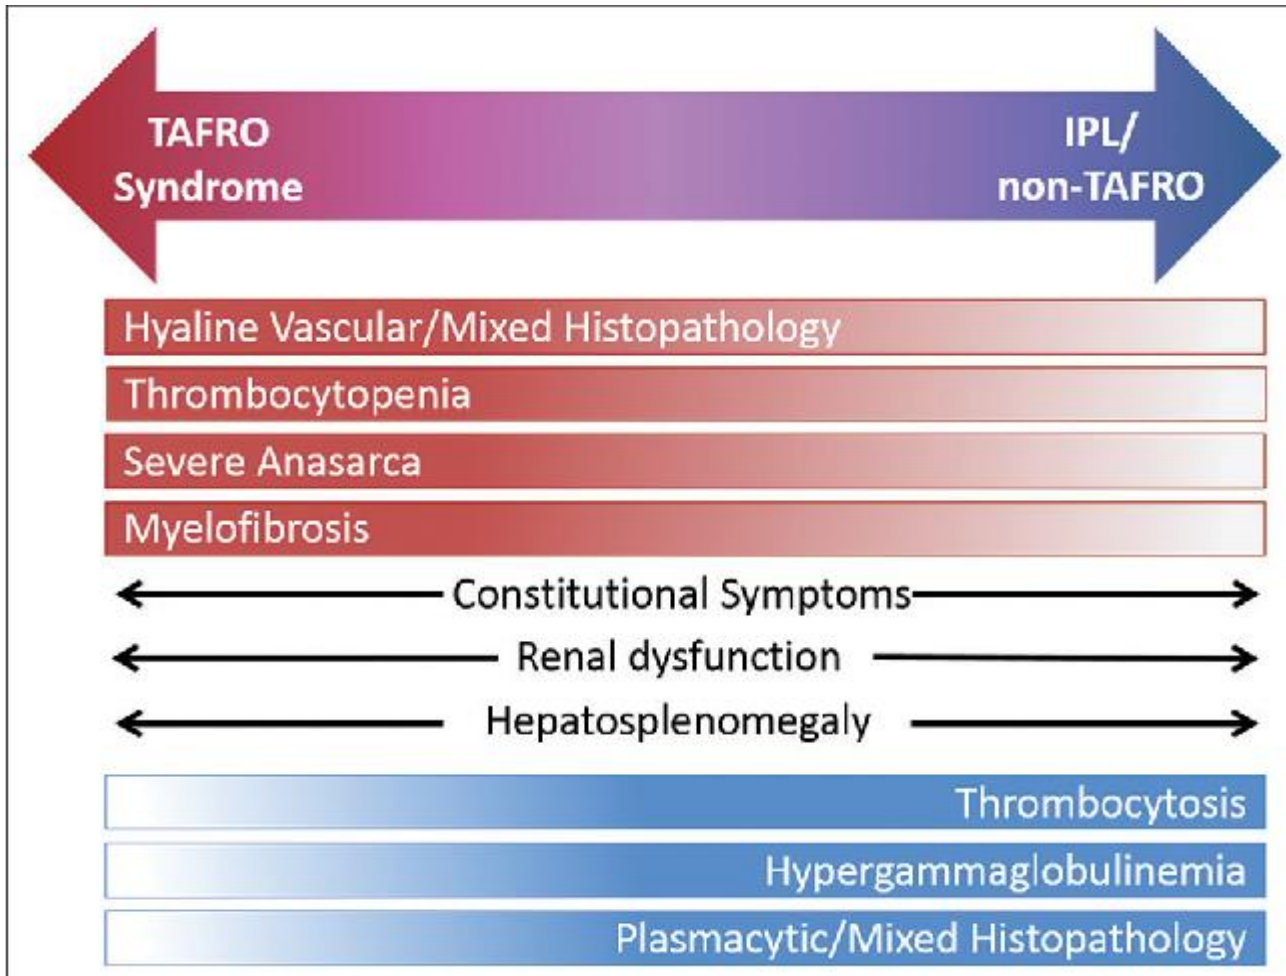 TAFRO
Syndrome
IPL/
non-TAFRO
Hyaline Vascular/Mixed Histopathology
Thrombocytopenia
Severe Anasarca
Myelofibrosis
Constitutional Symptoms
Renal dysfunction
Hepatosplenomegaly
Thrombocytosis
Hypergammaglobulinemia
Plasmacytic/Mixed Histopathology